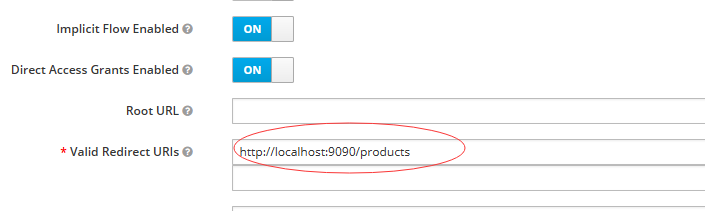 Implicit Flow Enabled ON
Direct Access Grants Enabled ON
Root URL
* Valid Redirect URIs http://localhost:9090/products